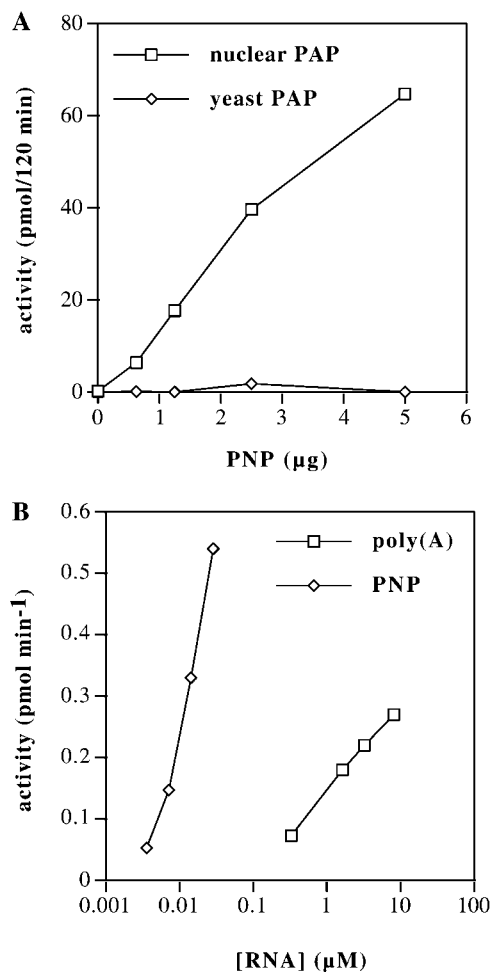 A
80
nuclear PAP
yeast PAP
60
40
20
0
activity (pmol/120 min)
0 1 2 3 4 5 6
PNP (µg)
B
0.6
poly(A)
PNP
0.5
0.4
0.3
0.2
0.1
0
activity (pmol min-1)
0.001 0.01 0.1 1 10 100
[RNA] (µM)